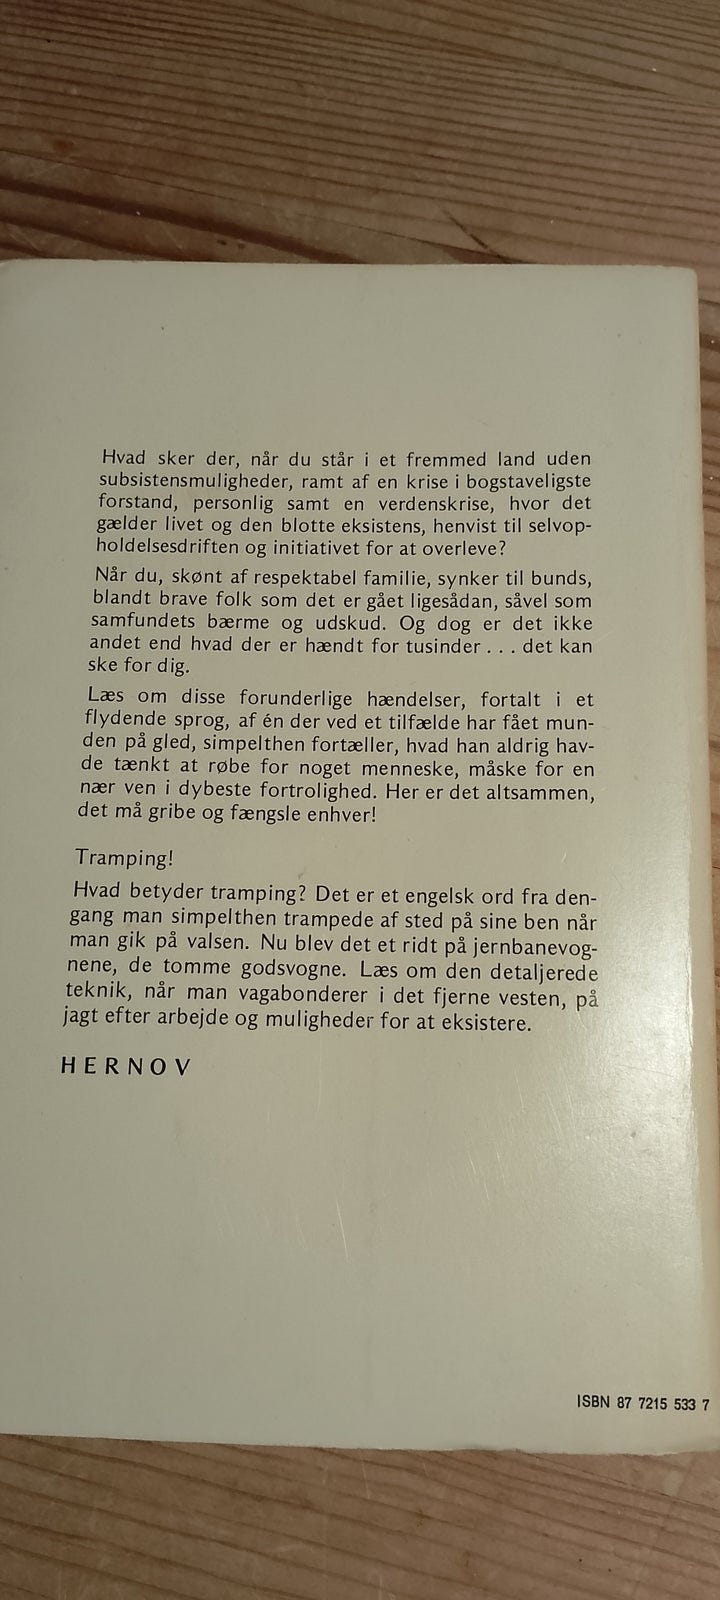 Hvad sker der, når du står i et fremmed land uden
subsistensmuligheder, ramt af en krise i bogstaveligste
forstand, personlig samt en verdenskrise, hvor det
gælder livet og den blotte eksistens, henvist til selvop-
holdelsesdriften og initiativet for at overleve?
Når du, skønt af respektabel familie, synker til bunds,
blandt brave folk som det er gået ligesådan, såvel som
samfundets bærme og udskud. Og dog er det ikke
andet end hvad der er hændt for tusinder . . . det kan
ske for dig.
Læs om disse forunderlige hændelser, fortalt i et
flydende sprog, af én der ved et tilfælde har fået mun-
den på gled, simpelthen fortæller, hvad han aldrig hav-
de tænkt at røbe for noget menneske, måske for en
nær ven i dybeste fortrolighed. Her er det altsammen,
det må gribe og fængsle enhver!
Tramping!
Hvad betyder tramping? Det er et engelsk ord fra den-
gang man simpelthen trampede af sted på sine ben når
man gik på valsen. Nu blev det et ridt på jernbanevog-
nene, de tomme godsvogne. Læs om den detaljerede
teknik, når man vagabonderer i det fjerne vesten, på
jagt efter arbejde og muligheder for at eksistere.
HERNOV
ISBN 87 7215 533 7